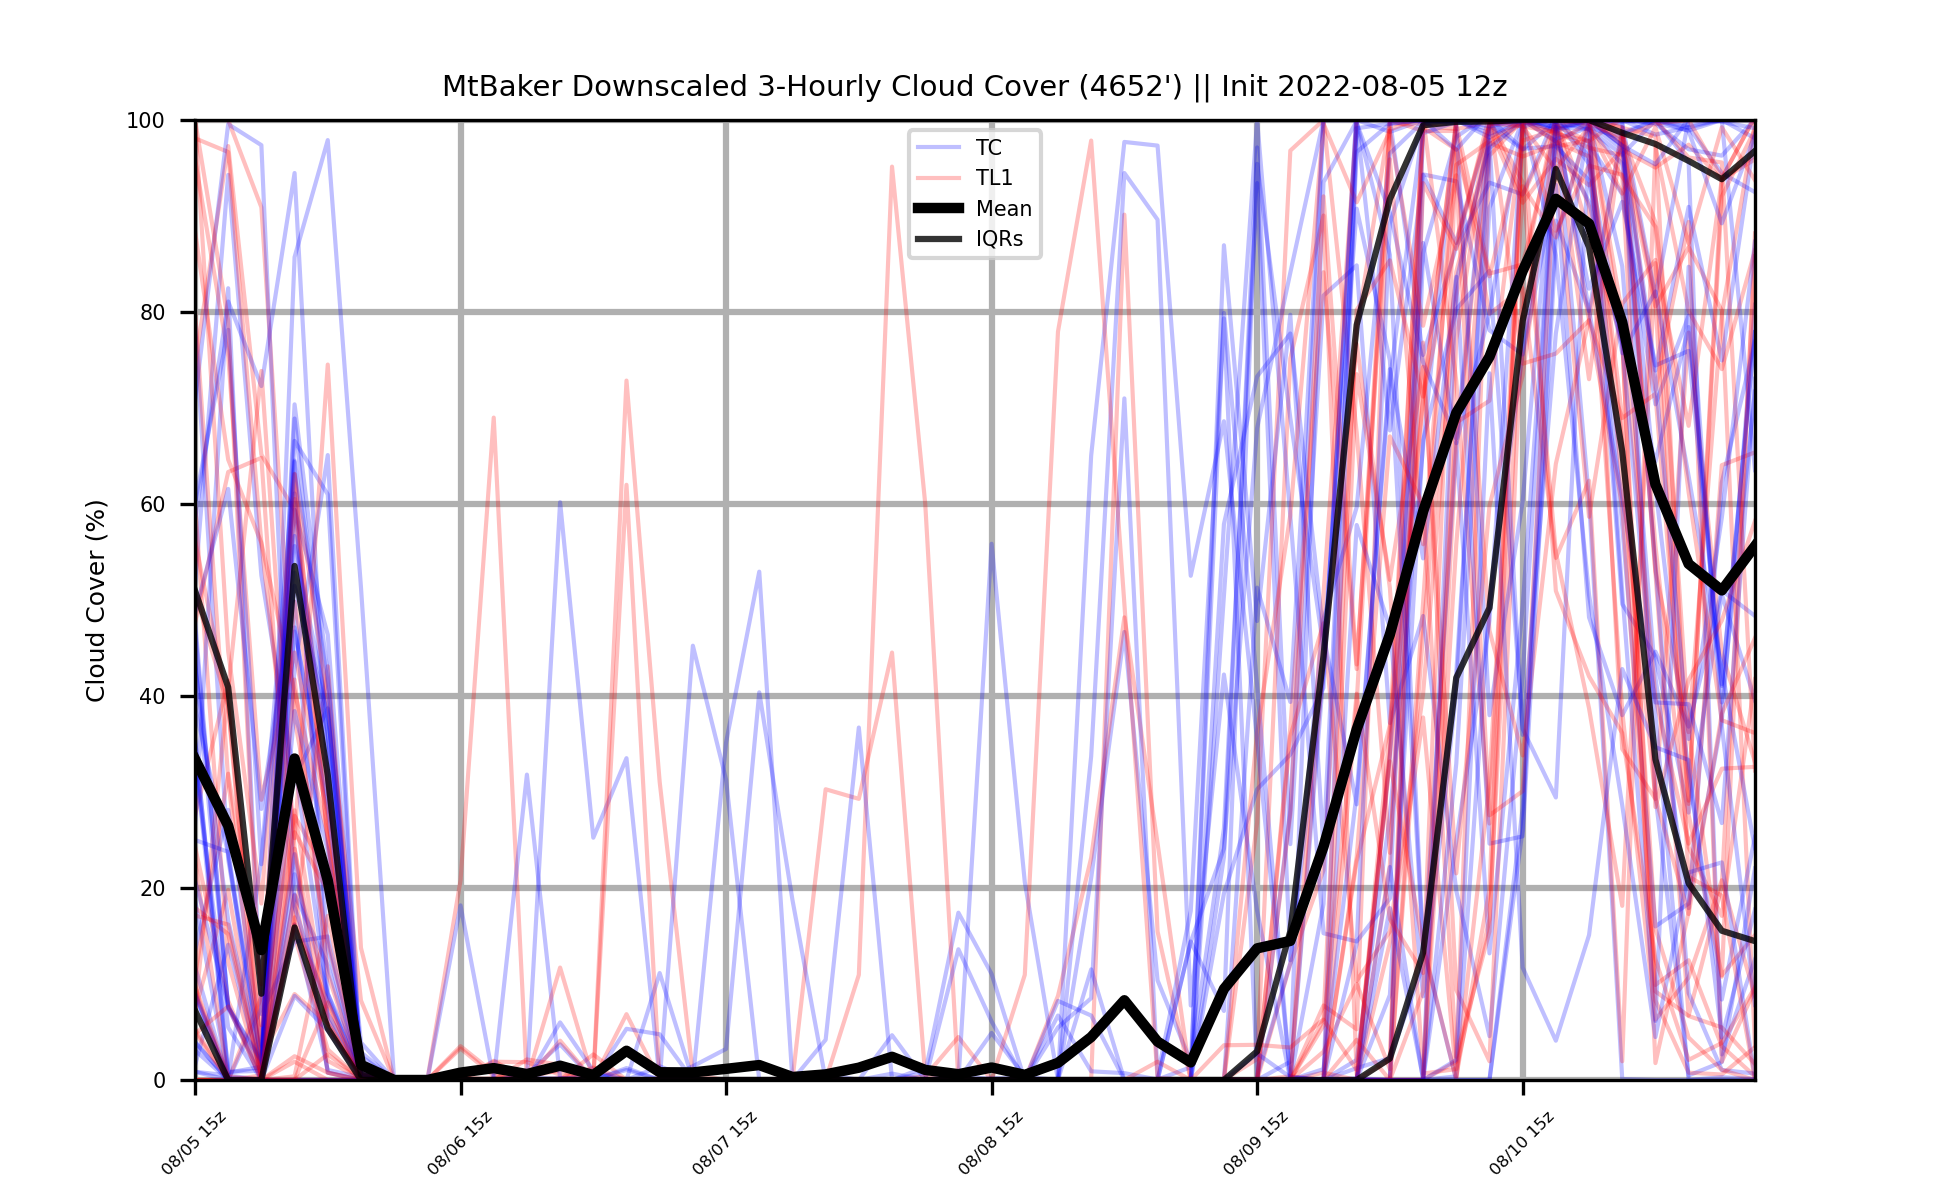 MtBaker Downscaled 3-Hourly Cloud Cover (4652') || Init 2022-08-05 12z
100
80
60
40
20
0
Cloud Cover (%)
TC
TL1
Mean
IQRs
08/05 15z
08/06 15z
08/07 15z
08/08 15z
08/09 15z
08/10 15z